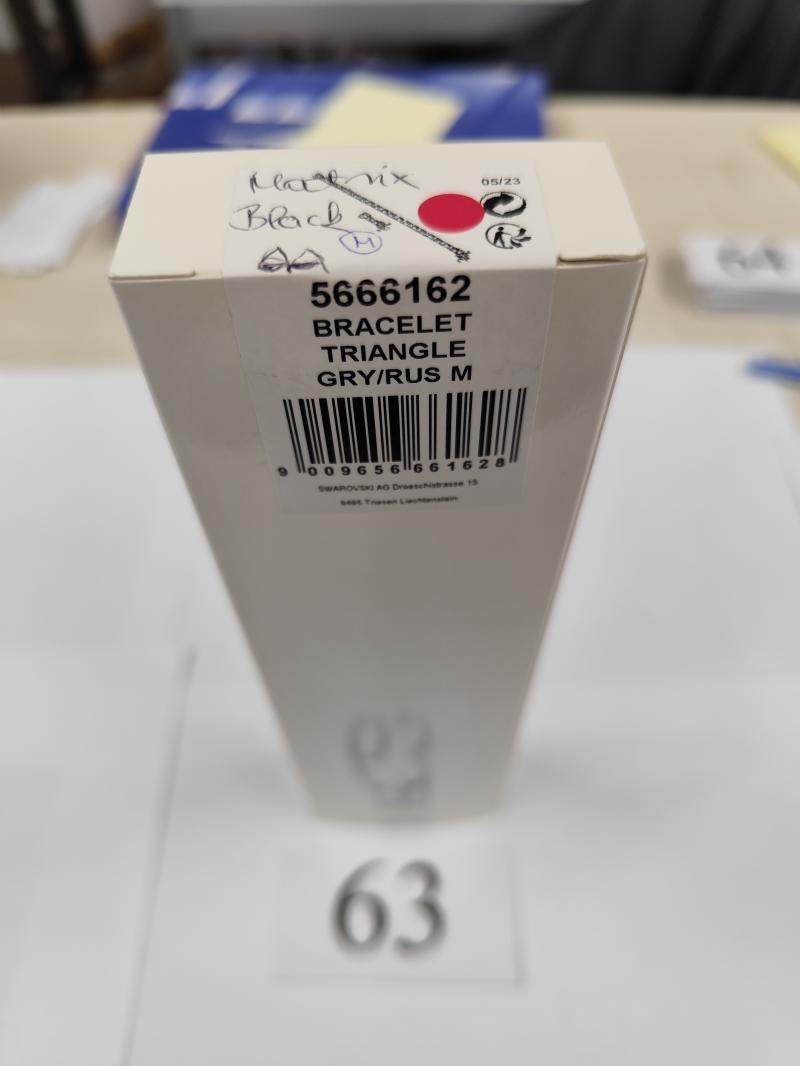 Matrix
05/23
Black
M
5666162
BRACELET
TRIANGLE
GRY/RUS M
9 009656 661628
SWAROVSKI AG Droeschistrasse 15
9495 Triesen Liechtenstein
63